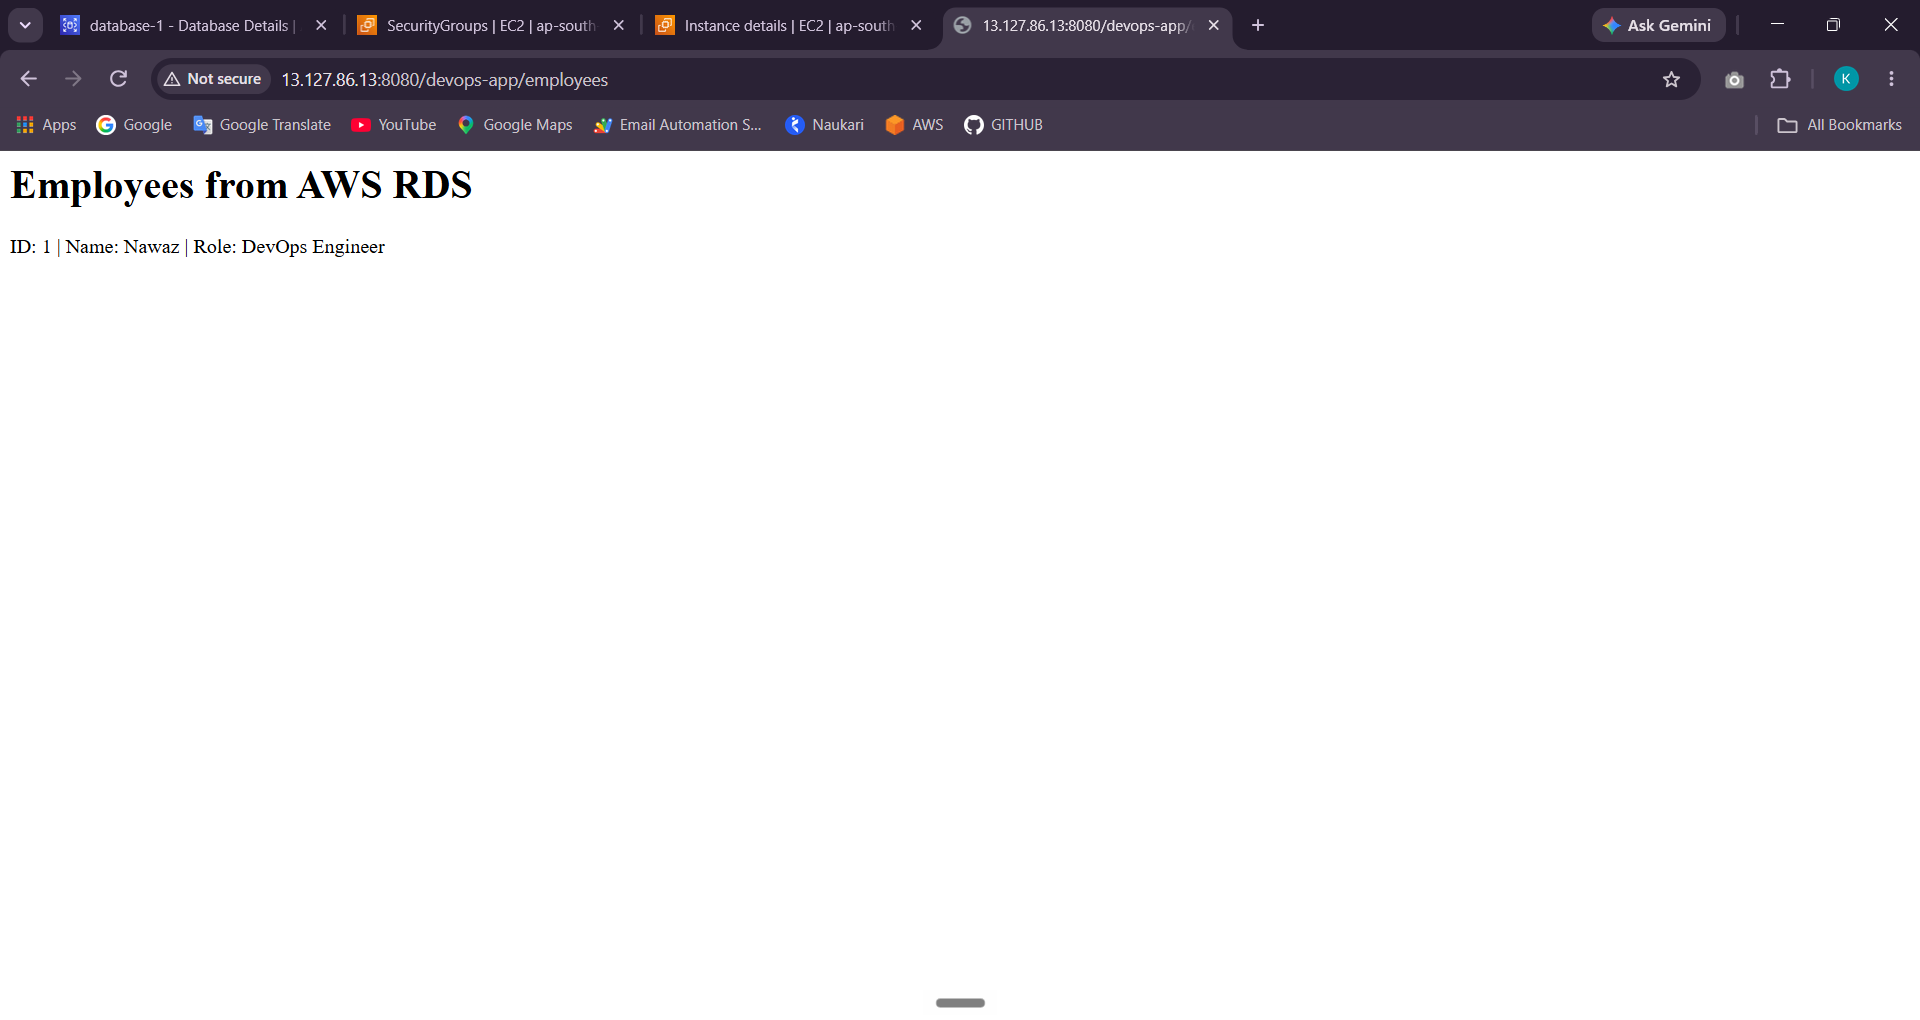 database-1 - Database Details |
SecurityGroups | EC2 | ap-south
Instance details | EC2 | ap-south
13.127.86.13:8080/devops-app/
Ask Gemini
Not secure
13.127.86.13:8080/devops-app/employees
K
Apps
Google
Google Translate
YouTube
Google Maps
Email Automation S...
Naukari
AWS
GITHUB
All Bookmarks
Employees from AWS RDS
ID: 1 | Name: Nawaz | Role: DevOps Engineer